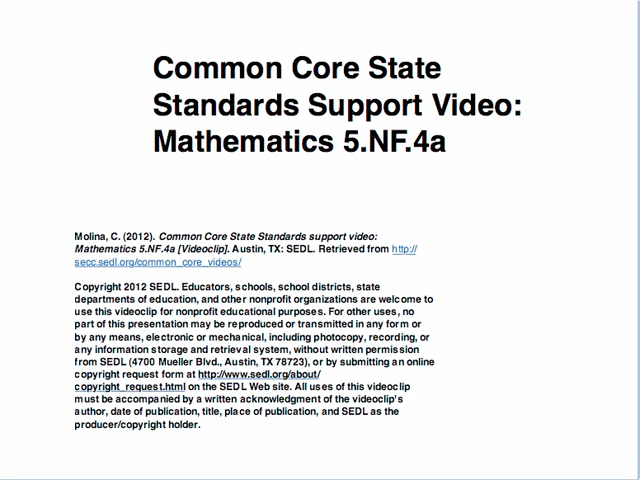 Common Core State
Standards Support Video:
Mathematics 5.NF.4a
Molina, C. (2012). Common Core State Standards support video:
Mathematics 5.NF.4a [Videoclip]. Austin, TX: SEDL. Retrieved from http://
secc.sedl.org/common_core_videos/
Copyright 2012 SEDL. Educators, schools, school districts, state
departments of education, and other nonprofit organizations are welcome to
use this videoclip for nonprofit educational purposes. For other uses, no
part of this presentation may be reproduced or transmitted in any form or
by any means, electronic or mechanical, including photocopy, recording, or
any information storage and retrieval system, without written permission
from SEDL (4700 Mueller Blvd., Austin, TX 78723), or by submitting an online
copyright request form at http://www.sedl.org/about/
copyright_request.html on the SEDL Web site. All uses of this videoclip
must be accompanied by a written acknowledgment of the videoclip's
author, date of publication, title, place of publication, and SEDL as the
producer/copyright holder.